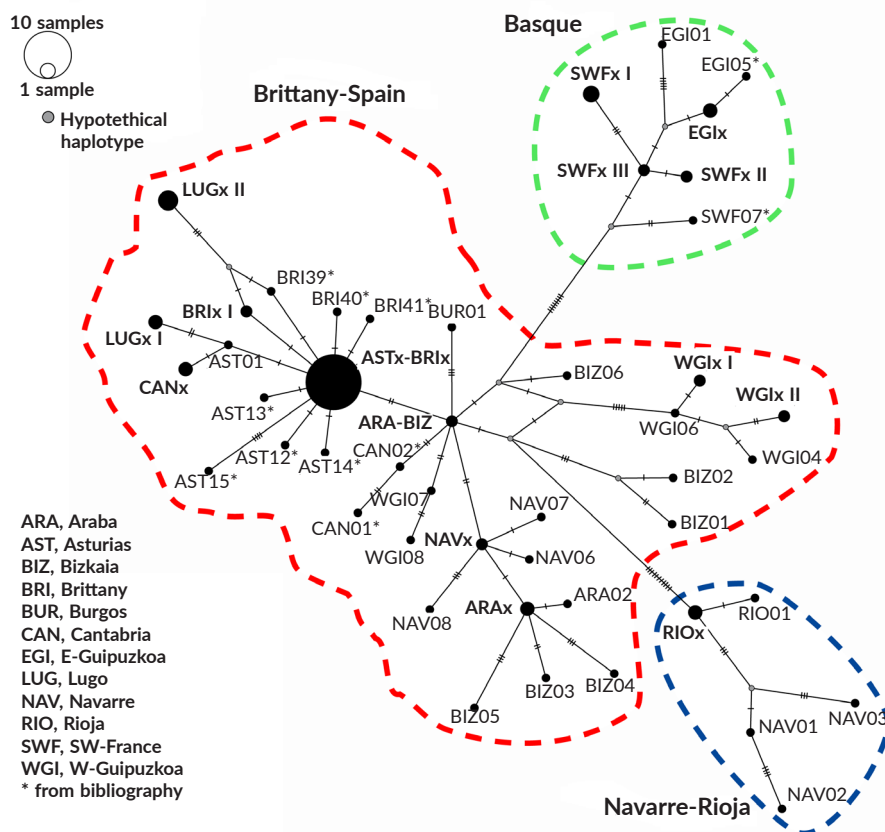 10 samples
1 sample
Hypotethical
haplotype
Brittany-Spain
Basque
EGI01
EGI05*
SWFx I
EGIx
SWFx III
SWFx II
SWF07*
LUGx II
BRI39*
BRI40*
BRI41*
BUR01
BRIx I
LUGx I
AST01
ASTx-BRIx
CANx
AST13*
ARA-BIZ
BIZ06
WGIx I
WGIx II
WGI06
WGI04
AST12*
AST14*
AST15*
CAN02*
CAN01*
WGI07
WGI08
BIZ02
BIZ01
NAV07
NAVx
NAV06
NAV08
ARAx
ARA02
BIZ05
BIZ03
BIZ04
RIOx
RIO01
NAV01
NAV03
NAV02
Navarre-Rioja
ARA, Araba
AST, Asturias
BIZ, Bizkaia
BRI, Brittany
BUR, Burgos
CAN, Cantabria
EGI, E-Guipuzkoa
LUG, Lugo
NAV, Navarre
RIO, Rioja
SWF, SW-France
WGI, W-Guipuzkoa
* from bibliography